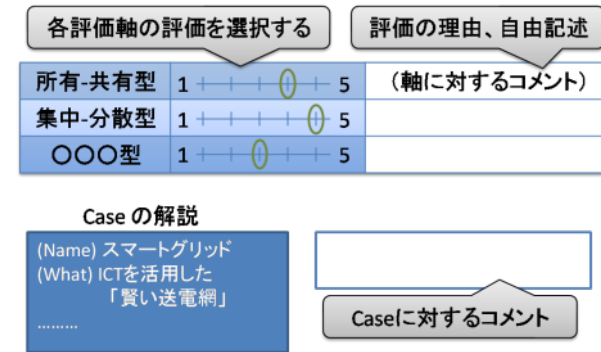 各評価軸の評価を選択する
評価の理由、自由記述
所有-共有型 1 5 (軸に対するコメント)
集中-分散型 1 5
〇〇〇型 1 5
Case の解説
(Name) スマートグリッド
(What) ICTを活用した
「賢い送電網」
………
Caseに対するコメント